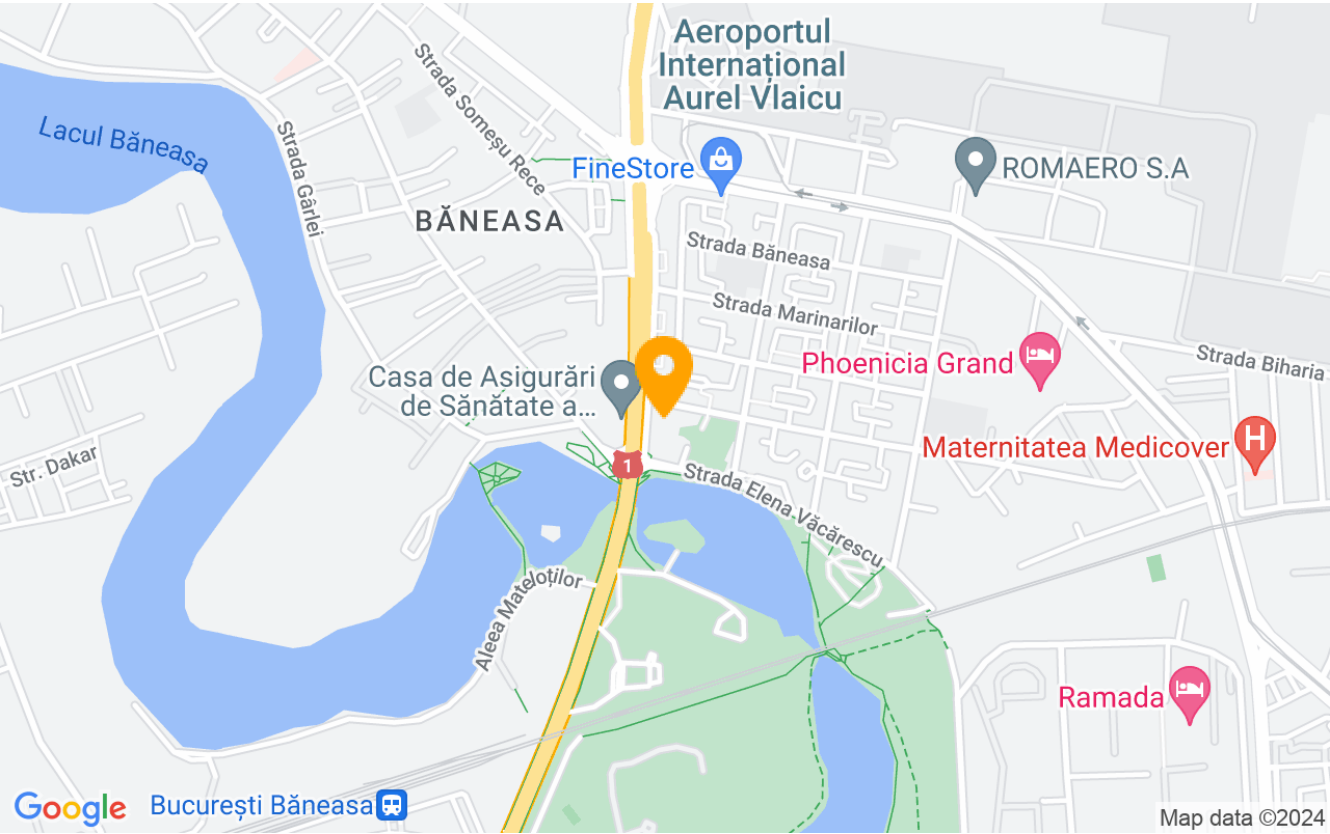 Aeroportul
Internațional
Aurel Vlaicu
Strada Someșu Rece
Lacul Băneasa
Strada Gârlei
FineStore
ROMAERO S.A
BĂNEASA
Strada Băneasa
Strada Marinarilor
Phoenicia Grand
Strada Biharia
Casa de Asigurări
de Sănătate a...
Maternitatea Medicover
H
Str. Dakar
1
Strada Elena Văcărescu
Aleea Mateloților
Ramada
Google
București Băneasa
Map data ©2024